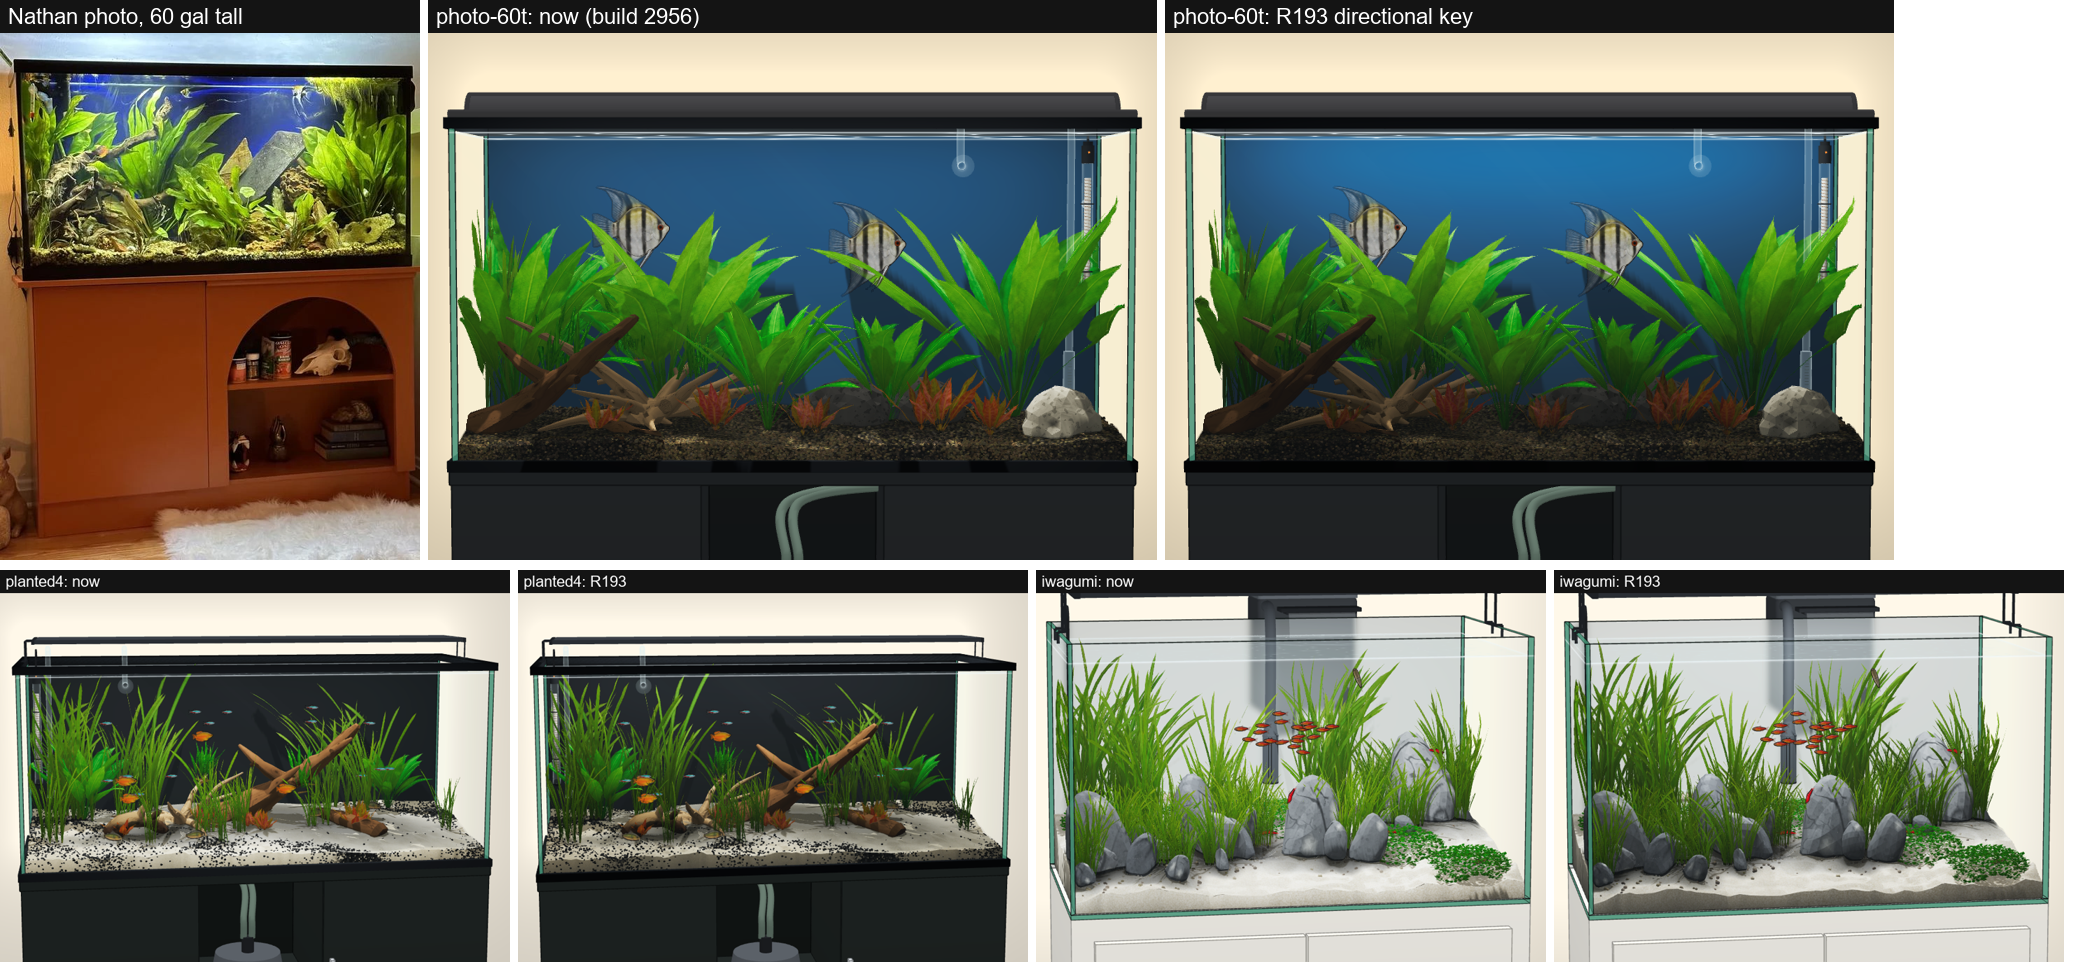 Nathan photo, 60 gal tall
photo-60t: now (build 2956)
photo-60t: R193 directional key
planted4: now
planted4: R193
iwagumi: now
iwagumi: R193